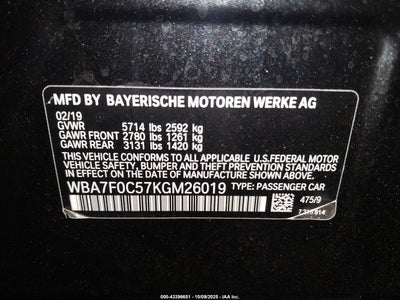 MFD BY BAYERISCHE MOTOREN WERKE AG
02/19
GVWR 5714 lbs 2592 kg
GAWR FRONT 2780 lbs 1261 kg
GAWR REAR 3131 lbs 1420 kg
THIS VEHICLE CONFORMS TO ALL APPLICABLE U.S.FEDERAL MOTOR
VEHICLE SAFETY, BUMPER AND THEFT PREVENTION STANDARDS IN
EFFECT ON THE DATE OF MANUFACTURE SHOWN ABOVE.
WBA7F0C57KGM26019 TYPE: PASSENGER CAR
475/9
000-43396651 - 10/09/2025 - IAA Inc.